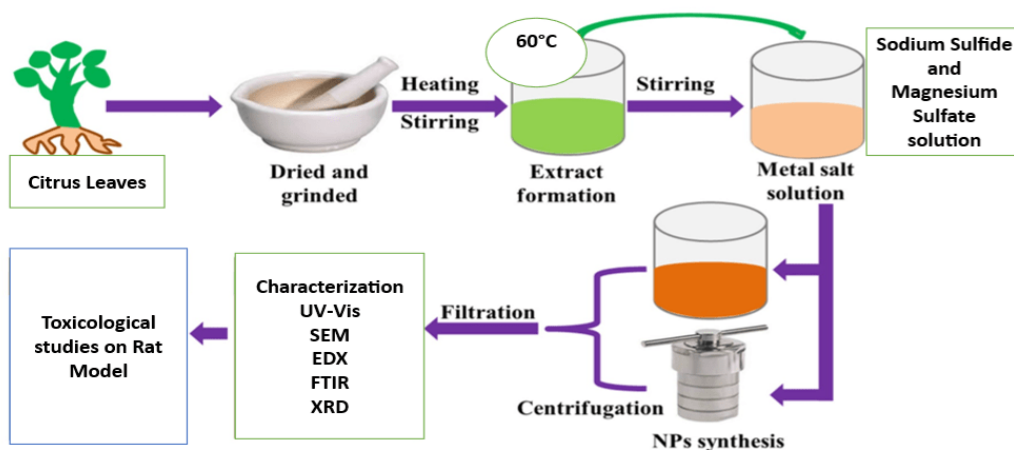 Citrus Leaves
Dried and
grinded
Heating
Stirring
60°C
Extract
formation
Stirring
Metal salt
solution
Sodium Sulfide
and
Magnesium
Sulfate
solution
NPs synthesis
Centrifugation
Filtration
Characterization
UV-Vis
SEM
EDX
FTIR
XRD
Toxicological
studies on Rat
Model